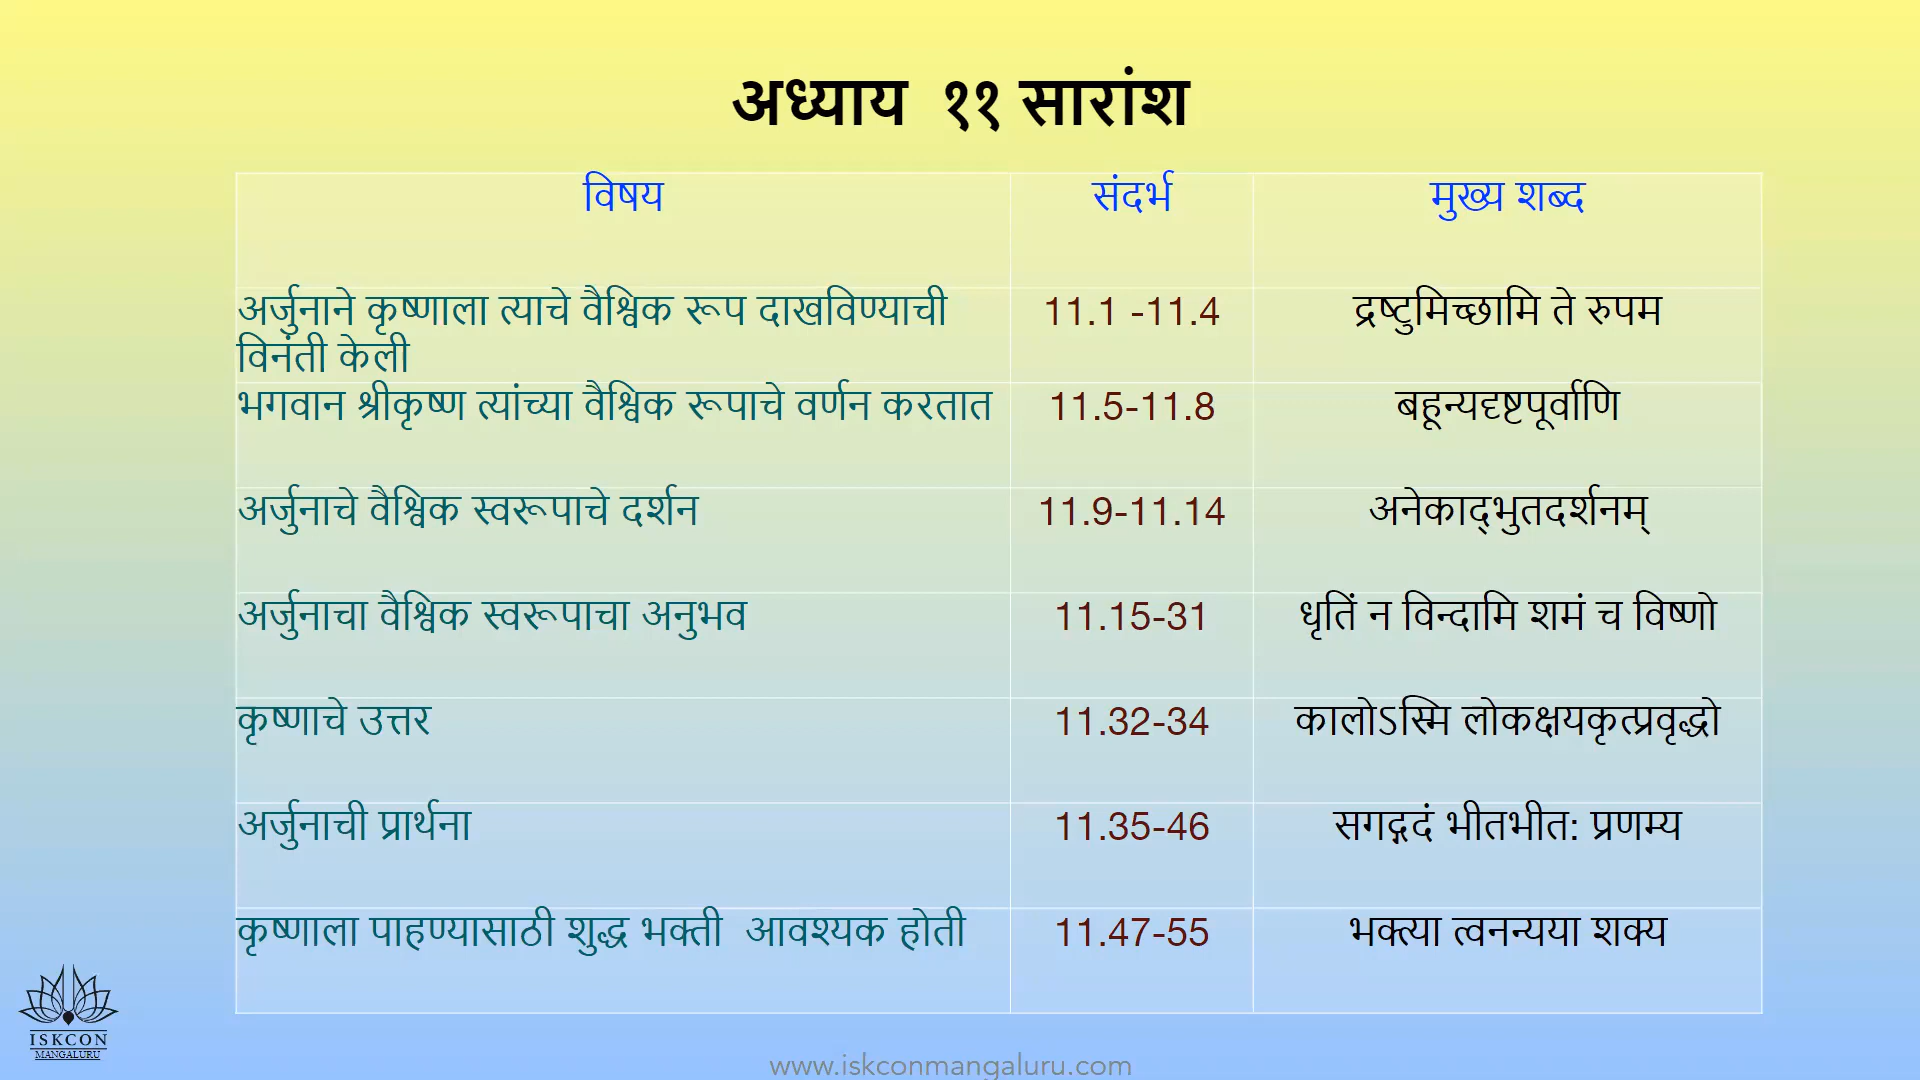 अध्याय ११ सारांश
विषय संदर्भ मुख्य शब्द
अर्जुनाने कृष्णाला त्याचे वैश्विक रूप दाखविण्याची
विनंती केली 11.1 -11.4 द्रष्टुमिच्छामि ते रुपम
भगवान श्रीकृष्ण त्यांच्या वैश्विक रूपाचे वर्णन करतात 11.5-11.8 बहून्यदृष्टपूर्वाणि
अर्जुनाचे वैश्विक स्वरूपाचे दर्शन 11.9-11.14 अनेकाद्भुतदर्शनम्
अर्जुनाचा वैश्विक स्वरूपाचा अनुभव 11.15-31 धृतिं न विन्दामि शमं च विष्णो
कृष्णाचे उत्तर 11.32-34 कालोऽस्मि लोकक्षयकृत्प्रवृद्धो
अर्जुनाची प्रार्थना 11.35-46 सगद्गदं भीतभीत: प्रणम्य
कृष्णाला पाहण्यासाठी शुद्ध भक्ती आवश्यक होती 11.47-55 भक्त्या त्वनन्यया शक्य
ISKCON
MANGALURU
www.iskconmangaluru.com